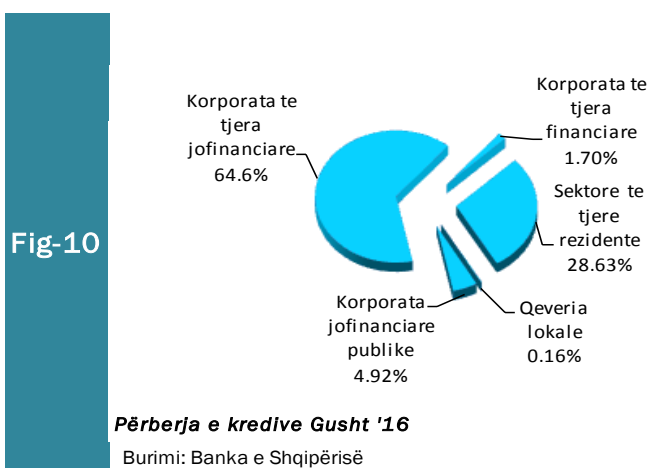 Fig-10
Korporata te
tjera
jofinanciare
64.6%
Korporata te
tjera
financiare
1.70%
Sektore te
tjere
rezidente
28.63%
Qeveria
lokale
0.16%
Korporata
jofinanciare
publike
4.92%
Përberja e kredive Gusht '16
Burimi: Banka e Shqipërisë